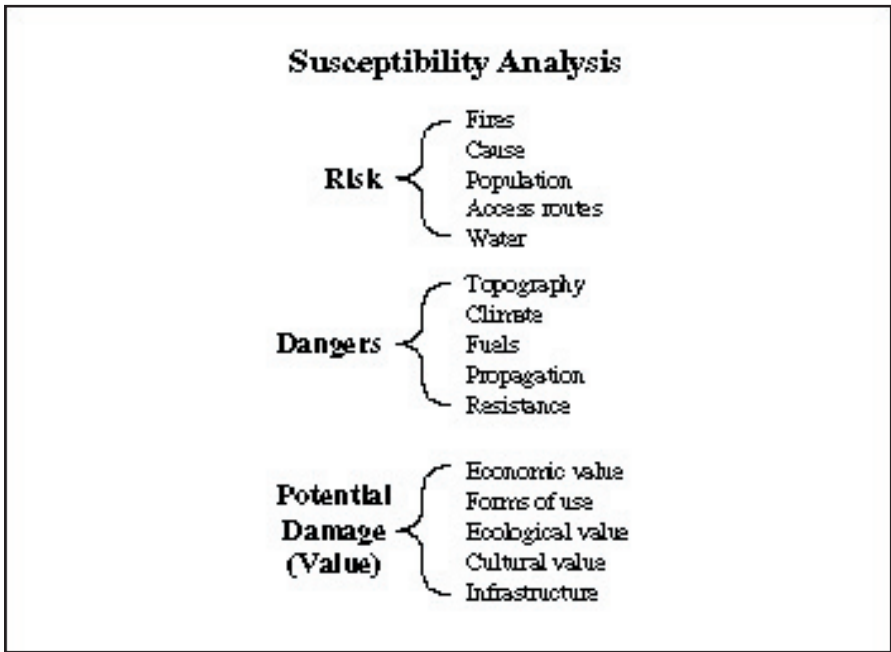 Susceptibility Analysis
Risk
Fires
Cause
Population
Access routes
Water
Dangers
Topography
Climate
Fuels
Propagation
Resistance
Potential
Damage
(Value)
Economic value
Forms of use
Ecological value
Cultural value
Infrastructure